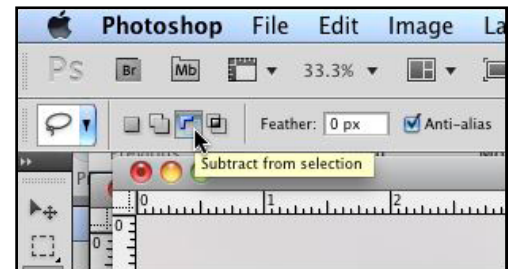 Photoshop File Edit Image La
Ps Br Mb 33.3%
Feather: 0 px Anti-alias
Subtract from selection
0 1 2
0